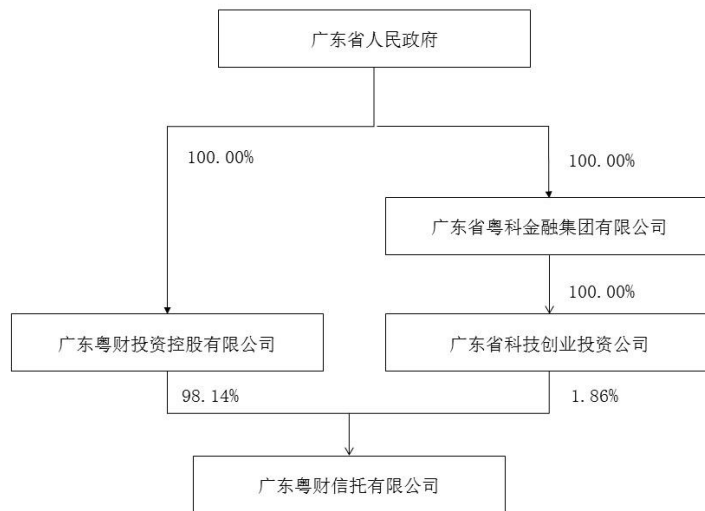 广东省人民政府
100.00%
100.00%
广东省粤科金融集团有限公司
100.00%
广东粤财投资控股有限公司
广东省科技创业投资公司
98.14%
1.86%
广东粤财信托有限公司